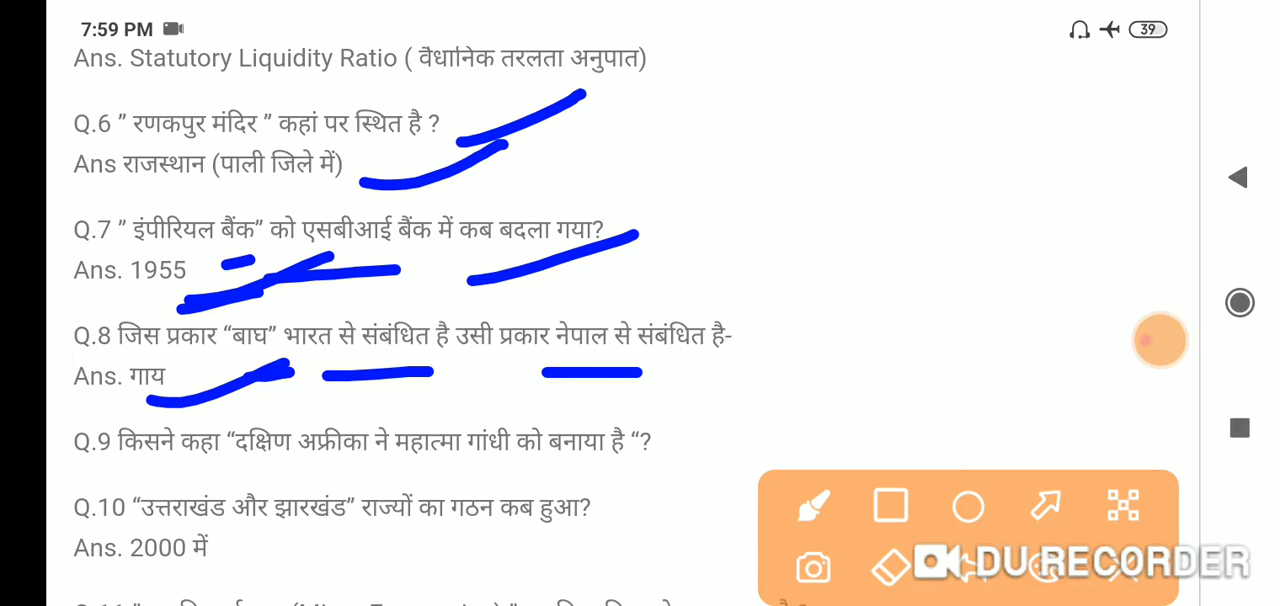 7:59 PM
39
Ans. Statutory Liquidity Ratio ( वैधानिक तरलता अनुपात)
Q.6 ” रणकपुर मंदिर ” कहां पर स्थित है ?
Ans राजस्थान (पाली जिले में)
Q.7 ” इंपीरियल बैंक” को एसबीआई बैंक में कब बदला गया?
Ans. 1955
Q.8 जिस प्रकार “बाघ” भारत से संबंधित है उसी प्रकार नेपाल से संबंधित है-
Ans. गाय
Q.9 किसने कहा “दक्षिण अफ्रीका ने महात्मा गांधी को बनाया है “?
Q.10 “उत्तराखंड और झारखंड” राज्यों का गठन कब हुआ?
Ans. 2000 में
DU RECORDER